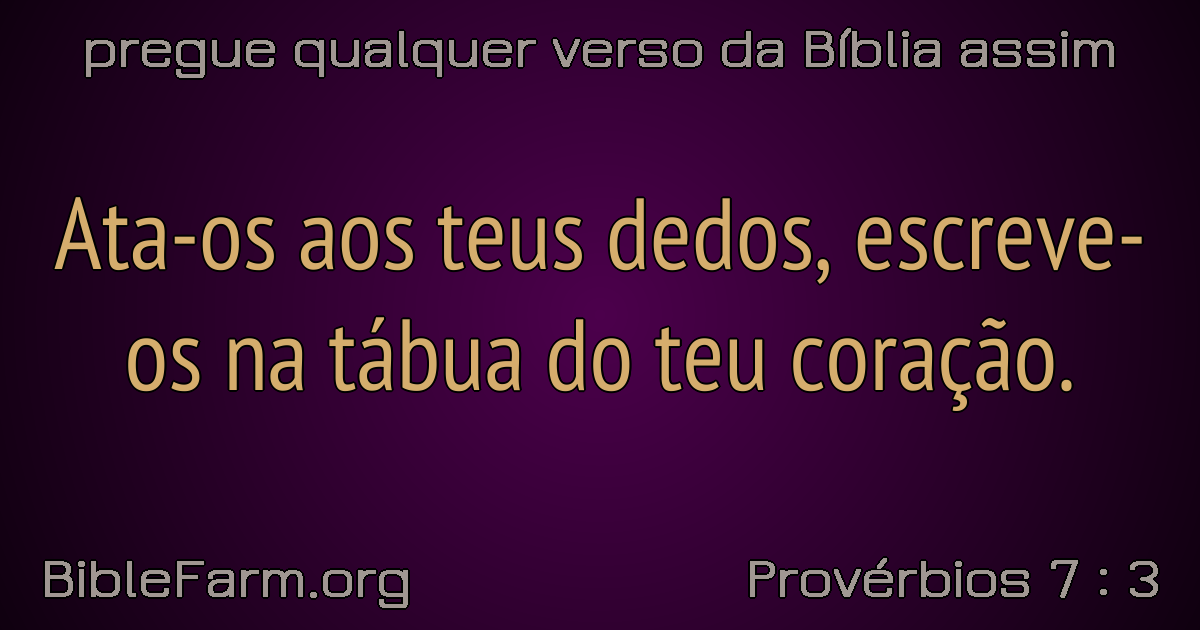 pregue qualquer verso da Bíblia assim
Ata-os aos teus dedos, escreve-
os na tábua do teu coração.
BibleFarm.org
Provérbios 7 : 3